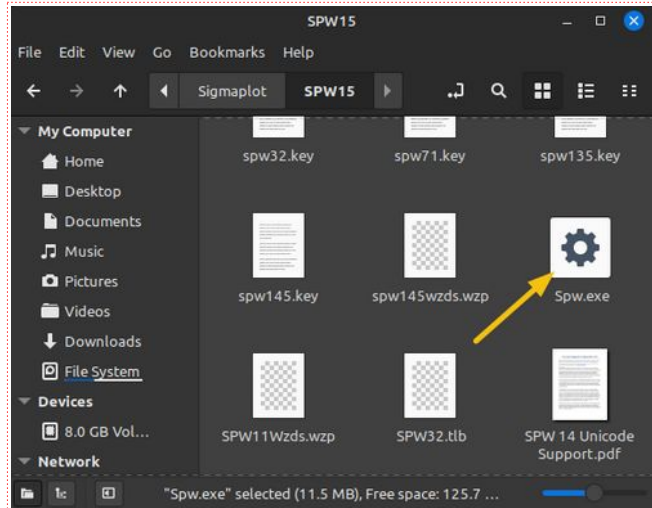 SPW15
File Edit View Go Bookmarks Help
Sigmaplot SPW15
My Computer
Home
Desktop
Documents
Music
Pictures
Videos
Downloads
File System
Devices
8.0 GB Vol...
Network
spw32.key spw71.key spw135.key
spw145.key spw145wzds.wzp Spw.exe
SPW11Wzds.wzp SPW32.tlb SPW 14 Unicode
Support.pdf
"Spw.exe" selected (11.5 MB), Free space: 125.7 ...